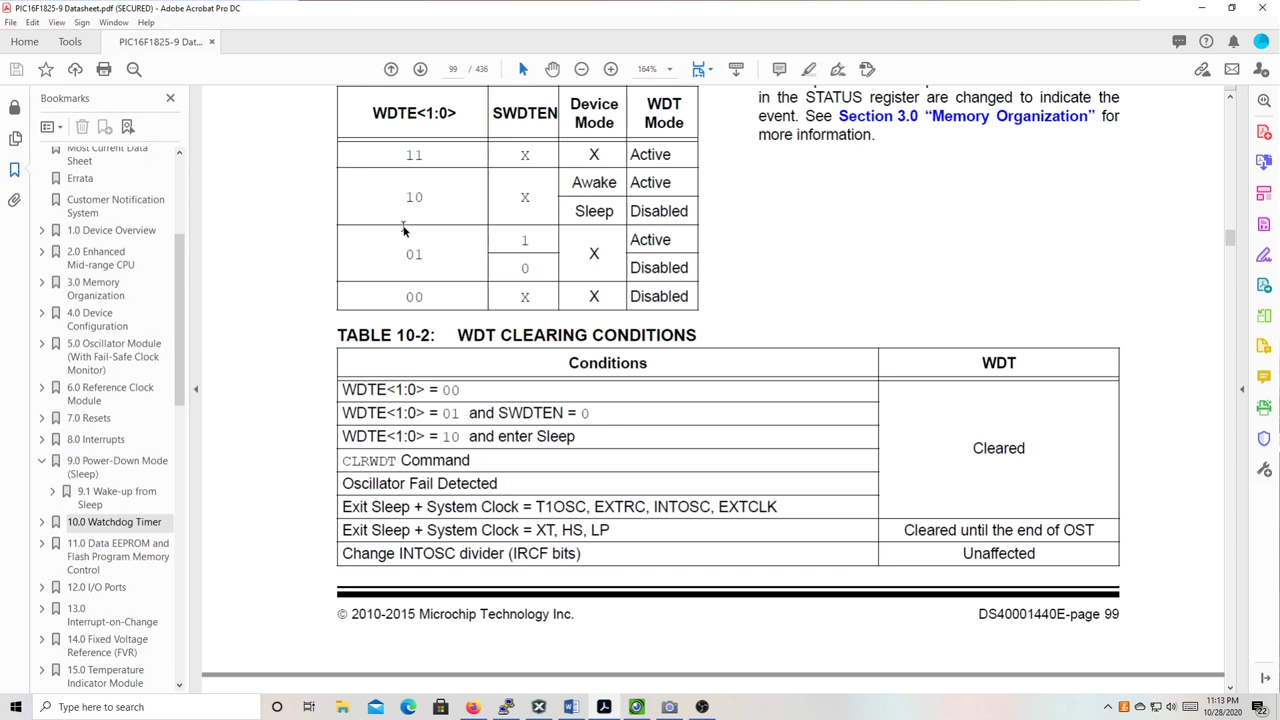 PIC16F1825-9 Datasheet.pdf (SECURED) - Adobe Acrobat Pro DC
File Edit View Sign Window Help
Home Tools PIC16F1825-9 Dat... ×
99 / 436 164%
Bookmarks
Most Current Data
Sheet
Errata
Customer Notification
System
1.0 Device Overview
2.0 Enhanced
Mid-range CPU
3.0 Memory
Organization
4.0 Device
Configuration
5.0 Oscillator Module
(With Fail-Safe Clock
Monitor)
6.0 Reference Clock
Module
7.0 Resets
8.0 Interrupts
9.0 Power-Down Mode
(Sleep)
9.1 Wake-up from
Sleep
10.0 Watchdog Timer
11.0 Data EEPROM and
Flash Program Memory
Control
12.0 I/O Ports
13.0
Interrupt-on-Change
14.0 Fixed Voltage
Reference (FVR)
15.0 Temperature
Indicator Module
WDTE<1:0> SWDTEN Device Mode WDT Mode
11 X X Active
10 X Awake Active
Sleep Disabled
01 1 X Active
0 Disabled
00 X X Disabled
in the STATUS register are changed to indicate the
event. See Section 3.0 “Memory Organization” for
more information.
TABLE 10-2: WDT CLEARING CONDITIONS
Conditions WDT
WDTE<1:0> = 00
WDTE<1:0> = 01 and SWDTEN = 0
WDTE<1:0> = 10 and enter Sleep
CLRWDT Command
Cleared
Oscillator Fail Detected
Exit Sleep + System Clock = T1OSC, EXTRC, INTOSC, EXTCLK
Exit Sleep + System Clock = XT, HS, LP Cleared until the end of OST
Change INTOSC divider (IRCF bits) Unaffected
© 2010-2015 Microchip Technology Inc. DS40001440E-page 99
Type here to search
11:13 PM
10/28/2020
22